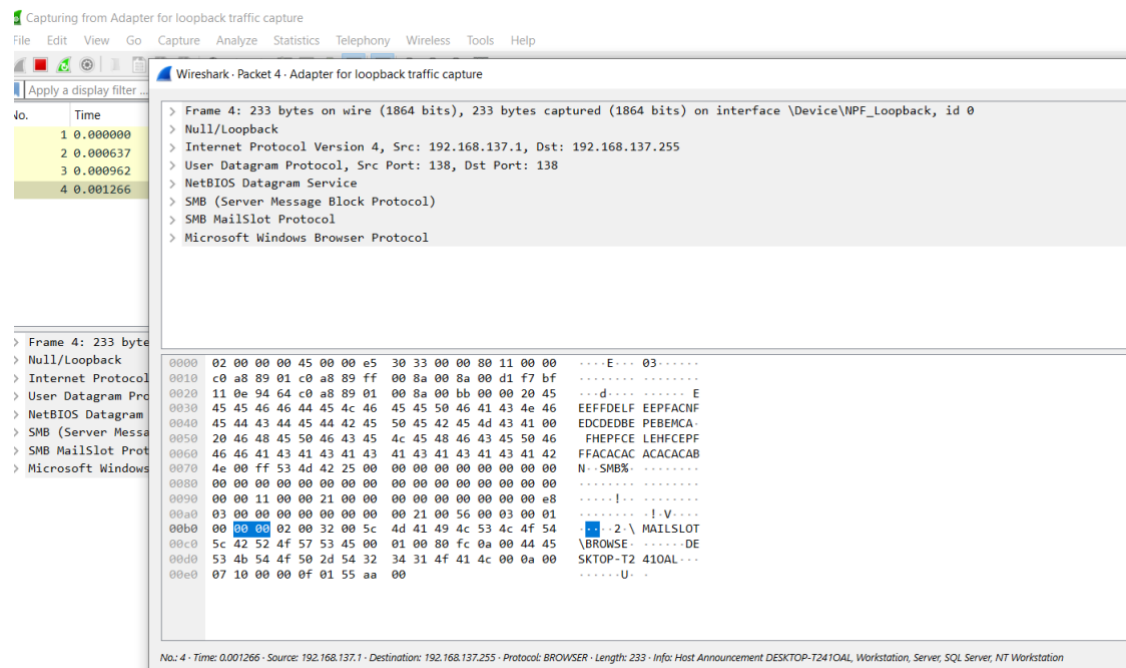 Capturing from Adapter for loopback traffic capture
File Edit View Go Capture Analyze Statistics Telephony Wireless Tools Help
Wireshark · Packet 4 · Adapter for loopback traffic capture
Apply a display filter ...
No. Time
1 0.000000
2 0.000637
3 0.000962
4 0.001266
> Frame 4: 233 bytes on wire (1864 bits), 233 bytes captured (1864 bits) on interface \Device\NPF_Loopback, id 0
> Null/Loopback
> Internet Protocol Version 4, Src: 192.168.137.1, Dst: 192.168.137.255
> User Datagram Protocol, Src Port: 138, Dst Port: 138
> NetBIOS Datagram Service
> SMB (Server Message Block Protocol)
> SMB MailSlot Protocol
> Microsoft Windows Browser Protocol
> Frame 4: 233 byte
> Null/Loopback
> Internet Protocol
> User Datagram Pro
> NetBIOS Datagram
> SMB (Server Messa
> SMB MailSlot Prot
> Microsoft Windows
0000 02 00 00 00 45 00 00 e5 30 33 00 00 80 11 00 00 ····E··· 03······
0010 c0 a8 89 01 c0 a8 89 ff 00 8a 00 8a 00 d1 f7 bf ········ ········
0020 11 0e 94 64 c0 a8 89 01 00 8a 00 bb 00 00 20 45 ···d···· ······ E
0030 45 45 46 46 44 45 4c 46 45 45 50 46 41 43 4e 46 EEFFDELF EEPFACNF
0040 45 44 43 44 45 44 42 45 50 45 42 45 4d 43 41 00 EDCDEDBE PEBEMCA·
0050 20 46 48 45 50 46 43 45 4c 45 48 46 43 45 50 46 FHEPFCE LEHFCEPF
0060 46 46 41 43 41 43 41 43 41 43 41 43 41 43 41 42 FFACACAC ACACACAB
0070 4e 00 ff 53 4d 42 25 00 00 00 00 00 00 00 00 00 N··SMB%· ········
0080 00 00 00 00 00 00 00 00 00 00 00 00 00 00 00 00 ········ ········
0090 00 00 11 00 00 21 00 00 00 00 00 00 00 00 00 e8 ·····!·· ········
00a0 03 00 00 00 00 00 00 00 00 21 00 56 00 03 00 01 ········ ·!·V····
00b0 00 00 00 02 00 32 00 5c 4d 41 49 4c 53 4c 4f 54 ·····2·\ MAILSLOT
00c0 5c 42 52 4f 57 53 45 00 01 00 80 fc 0a 00 44 45 \BROWSE· ······DE
00d0 53 4b 54 4f 50 2d 54 32 34 31 4f 41 4c 00 0a 00 SKTOP-T2 41OAL···
00e0 07 10 00 00 0f 01 55 aa 00 ······U· ·
No.: 4 · Time: 0.001266 · Source: 192.168.137.1 · Destination: 192.168.137.255 · Protocol: BROWSER · Length: 233 · Info: Host Announcement DESKTOP-T241OAL, Workstation, Server, SQL Server, NT Workstation